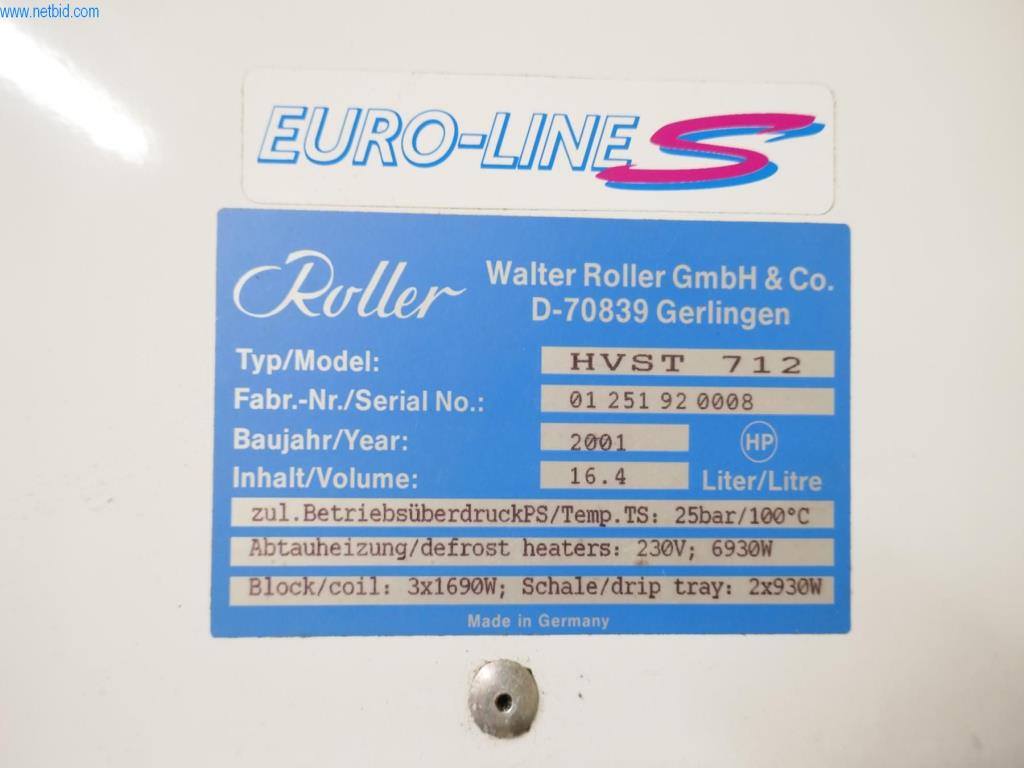 www.netbid.com
EURO-LINE S
Roller
Walter Roller GmbH & Co.
D-70839 Gerlingen
Typ/Model: HVST 712
Fabr.-Nr./Serial No.: 01 251 92 0008
Baujahr/Year: 2001 HP
Inhalt/Volume: 16.4 Liter/Litre
zul.BetriebsüberdruckPS/Temp.TS: 25bar/100°C
Abtauheizung/defrost heaters: 230V; 6930W
Block/coil: 3x1690W; Schale/drip tray: 2x930W
Made in Germany